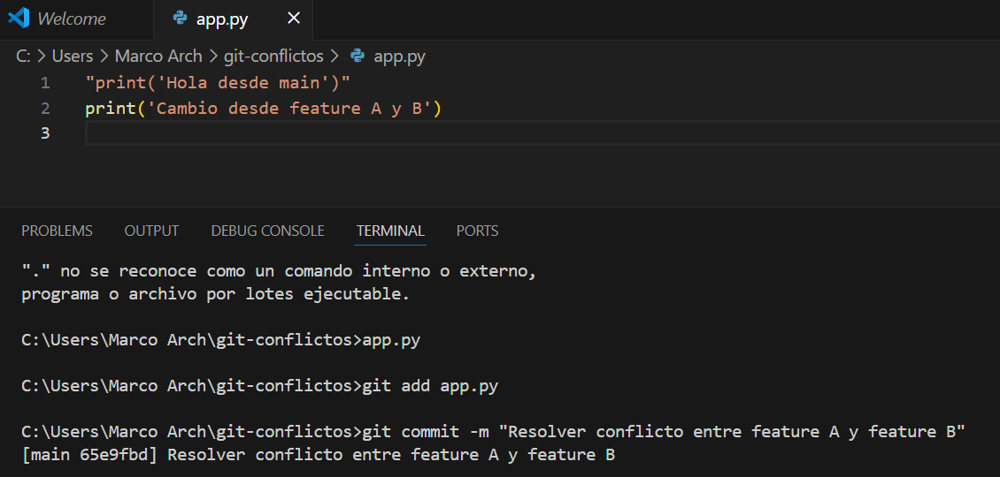 Welcome
app.py
C: > Users > Marco Arch > git-conflictos > app.py
1 "print('Hola desde main')"
2 print('Cambio desde feature A y B')
3
PROBLEMS OUTPUT DEBUG CONSOLE TERMINAL PORTS
"." no se reconoce como un comando interno o externo,
programa o archivo por lotes ejecutable.
C:\Users\Marco Arch\git-conflictos>app.py
C:\Users\Marco Arch\git-conflictos>git add app.py
C:\Users\Marco Arch\git-conflictos>git commit -m "Resolver conflicto entre feature A y feature B"
[main 65e9fbd] Resolver conflicto entre feature A y feature B